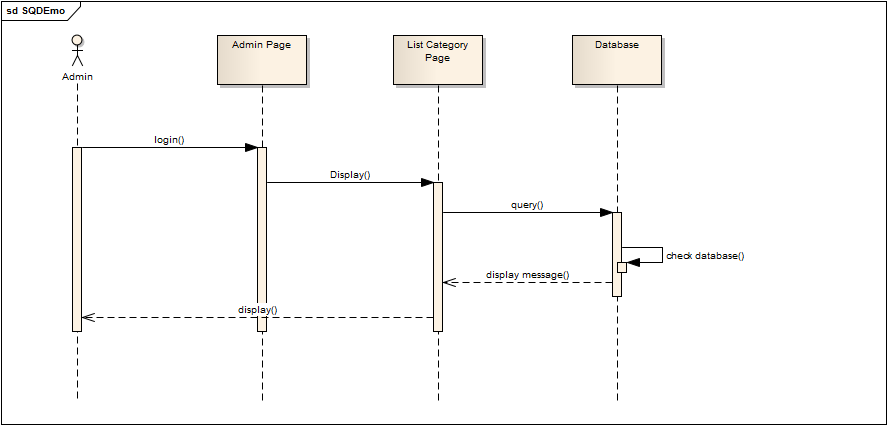 sd SQDEmo
Admin Page
List Category
Page
Database
Admin
login()
Display()
query()
check database()
display message()
display()